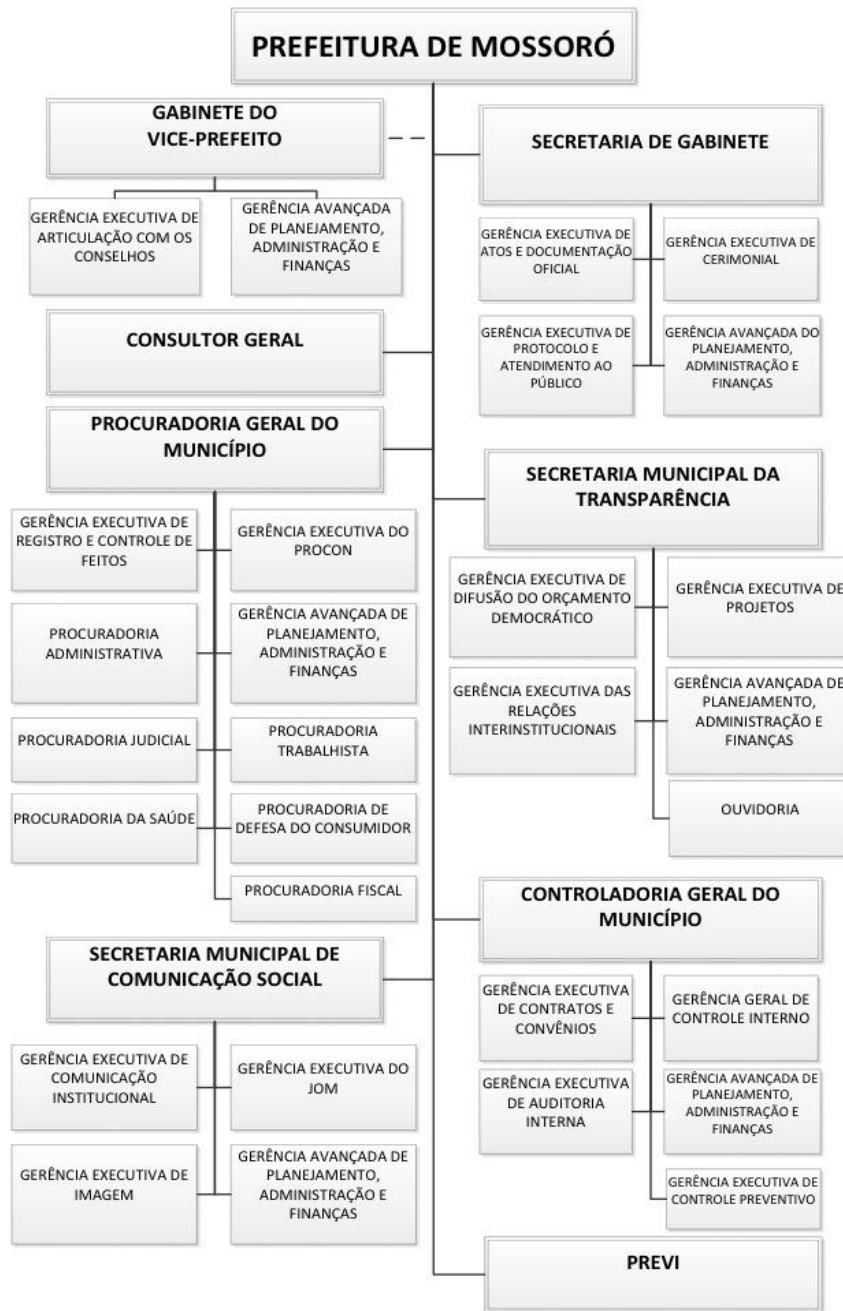 PREFEITURA DE MOSSORÓ
GABINETE DO
VICE-PREFEITO
GERÊNCIA EXECUTIVA DE
ARTICULAÇÃO COM OS
CONSELHOS
GERÊNCIA AVANÇADA
DE PLANEJAMENTO,
ADMINISTRAÇÃO E
FINANÇAS
SECRETARIA DE GABINETE
GERÊNCIA EXECUTIVA DE
ATOS E DOCUMENTAÇÃO
OFICIAL
GERÊNCIA EXECUTIVA DE
CERIMONIAL
GERÊNCIA EXECUTIVA DE
PROTOCOLO E
ATENDIMENTO AO
PÚBLICO
GERÊNCIA AVANÇADA DO
PLANEJAMENTO,
ADMINISTRAÇÃO E
FINANÇAS
CONSULTOR GERAL
PROCURADORIA GERAL DO
MUNICÍPIO
GERÊNCIA EXECUTIVA DE
REGISTRO E CONTROLE DE
FEITOS
GERÊNCIA EXECUTIVA DO
PROCON
PROCURADORIA
ADMINISTRATIVA
GERÊNCIA AVANÇADA DE
PLANEJAMENTO,
ADMINISTRAÇÃO E
FINANÇAS
PROCURADORIA JUDICIAL
PROCURADORIA
TRABALHISTA
PROCURADORIA DA SAÚDE
PROCURADORIA DE
DEFESA DO CONSUMIDOR
PROCURADORIA FISCAL
SECRETARIA MUNICIPAL DA
TRANSPARÊNCIA
GERÊNCIA EXECUTIVA DE
DIFUSÃO DO ORÇAMENTO
DEMOCRÁTICO
GERÊNCIA EXECUTIVA DE
PROJETOS
GERÊNCIA EXECUTIVA DAS
RELAÇÕES
INTERINSTITUCIONAIS
GERÊNCIA AVANÇADA DE
PLANEJAMENTO,
ADMINISTRAÇÃO E
FINANÇAS
OUVIDORIA
SECRETARIA MUNICIPAL DE
COMUNICAÇÃO SOCIAL
GERÊNCIA EXECUTIVA DE
COMUNICAÇÃO
INSTITUCIONAL
GERÊNCIA EXECUTIVA DO
JOM
GERÊNCIA EXECUTIVA DE
IMAGEM
GERÊNCIA AVANÇADA DE
PLANEJAMENTO,
ADMINISTRAÇÃO E
FINANÇAS
CONTROLADORIA GERAL DO
MUNICÍPIO
GERÊNCIA EXECUTIVA
DE CONTRATOS E
CONVÊNIOS
GERÊNCIA GERAL DE
CONTROLE INTERNO
GERÊNCIA EXECUTIVA
DE AUDITORIA
INTERNA
GERÊNCIA AVANÇADA DE
PLANEJAMENTO,
ADMINISTRAÇÃO E
FINANÇAS
GERÊNCIA EXECUTIVA DE
CONTROLE PREVENTIVO
PREVI